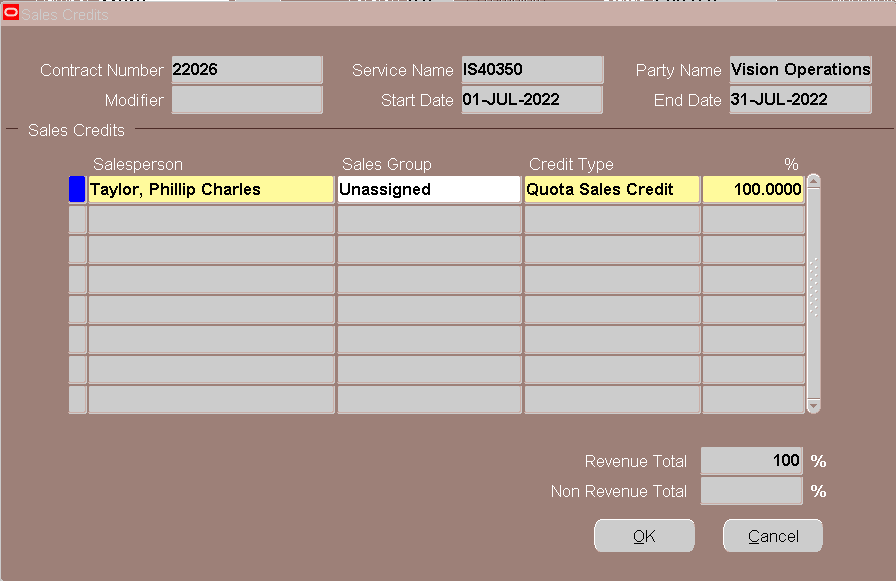 Sales Credits
Contract Number 22026 Service Name IS40350 Party Name Vision Operations
Modifier Start Date 01-JUL-2022 End Date 31-JUL-2022
Sales Credits
Salesperson Sales Group Credit Type %
Taylor, Phillip Charles Unassigned Quota Sales Credit 100.0000
Revenue Total 100 %
Non Revenue Total %
OK Cancel